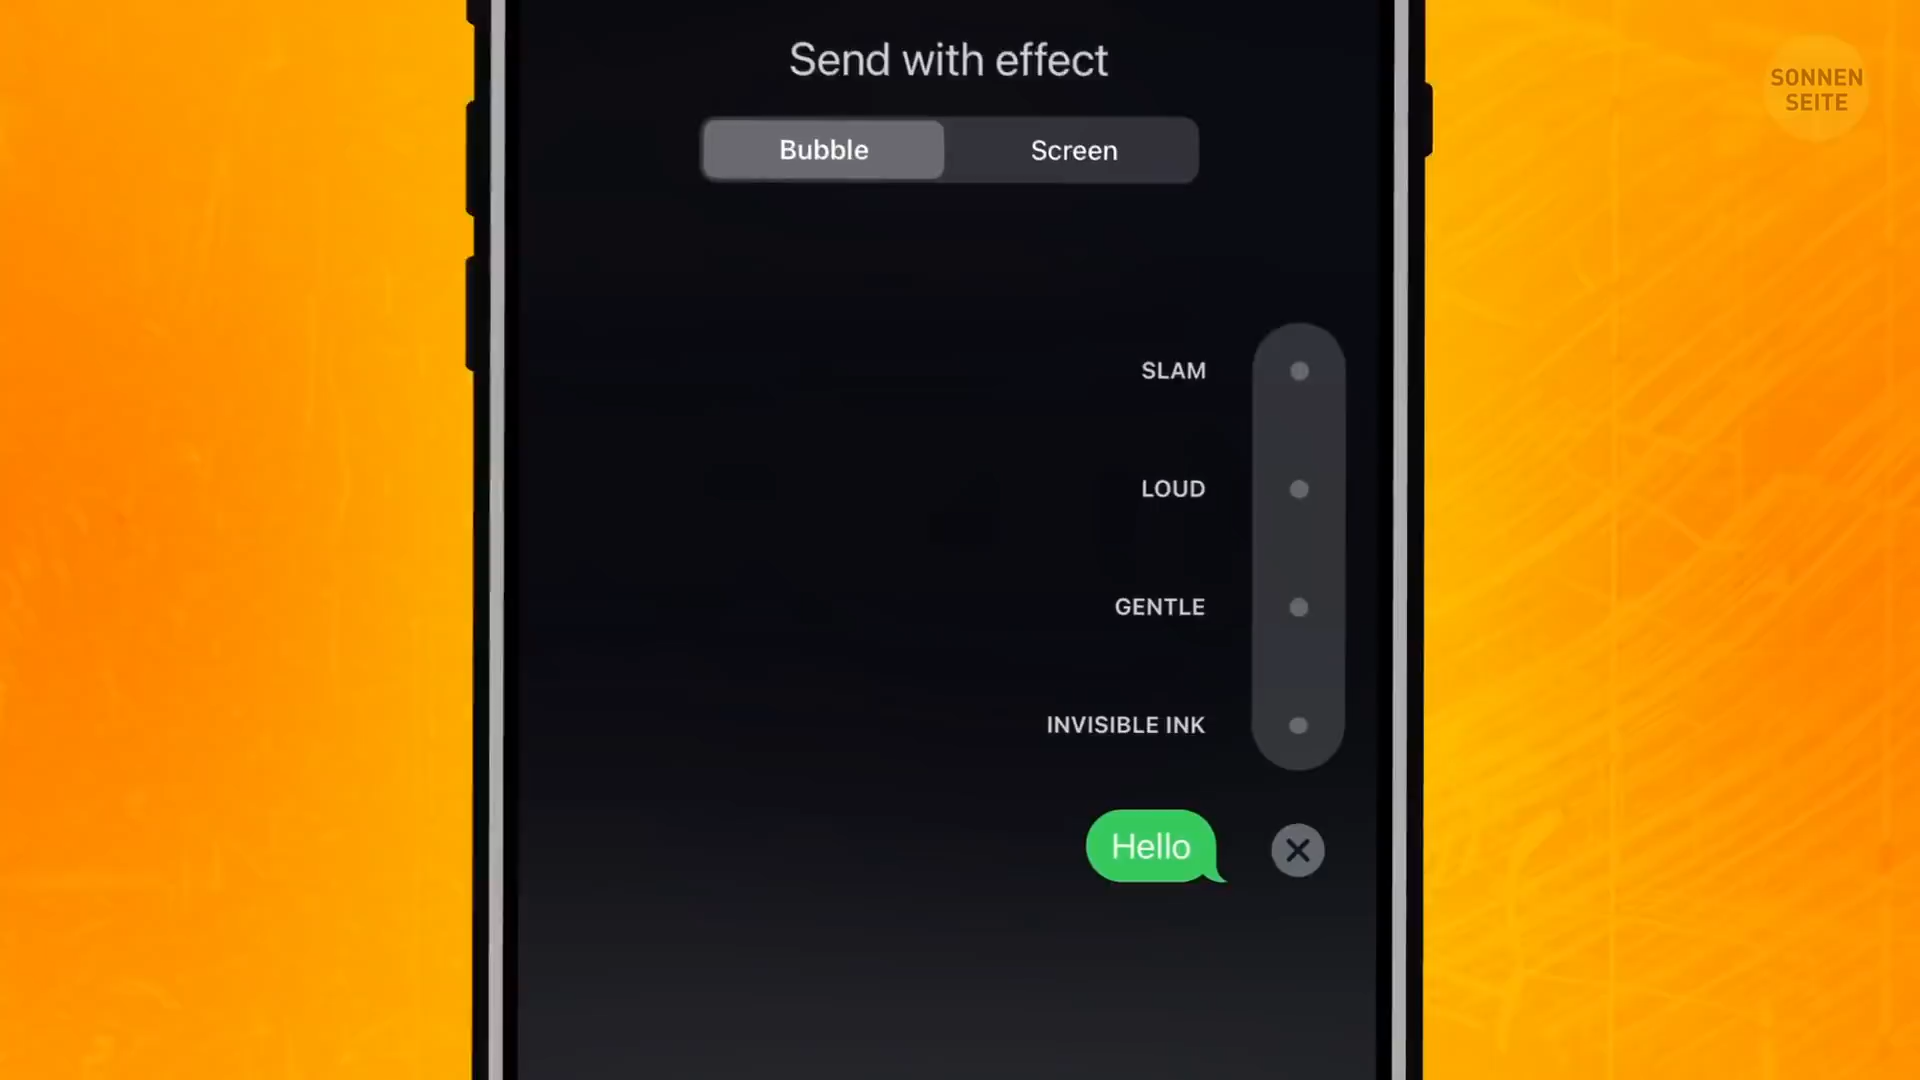 Send with effect
SONNEN
SEITE
Bubble
Screen
SLAM
LOUD
GENTLE
INVISIBLE INK
Hello